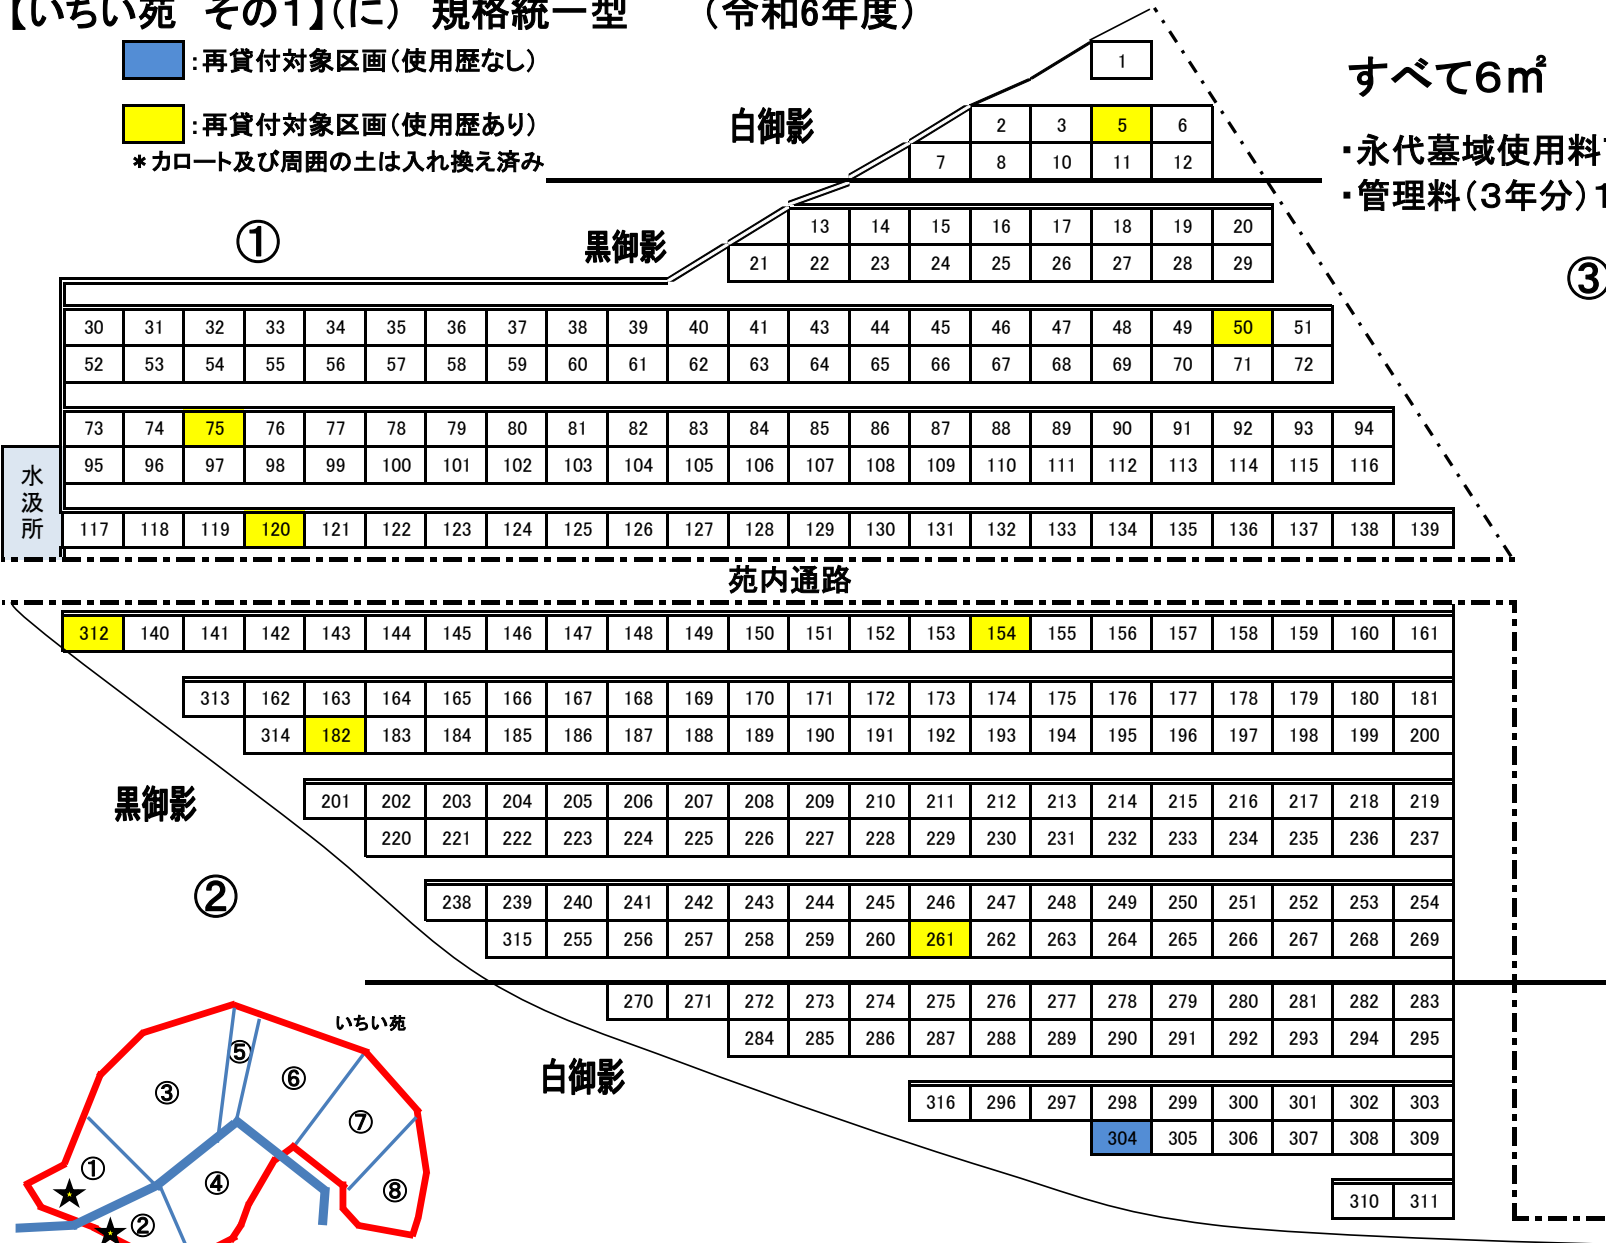 【いちい苑 その１】（に） 規格統一型 （令和6年度）
：再貸付対象区画（使用歴なし）
：再貸付対象区画（使用歴あり）
＊カロート及び周囲の土は入れ換え済み
すべて６㎡
・永代墓域使用料
・管理料（３年分）１
白御影
①
黒御影
③
1
2 3 5 6
7 8 10 11 12
13 14 15 16 17 18 19 20
21 22 23 24 25 26 27 28 29
30 31 32 33 34 35 36 37 38 39 40 41 43 44 45 46 47 48 49 50 51
52 53 54 55 56 57 58 59 60 61 62 63 64 65 66 67 68 69 70 71 72
73 74 75 76 77 78 79 80 81 82 83 84 85 86 87 88 89 90 91 92 93 94
95 96 97 98 99 100 101 102 103 104 105 106 107 108 109 110 111 112 113 114 115 116
水汲所
117 118 119 120 121 122 123 124 125 126 127 128 129 130 131 132 133 134 135 136 137 138 139
苑内通路
312 140 141 142 143 144 145 146 147 148 149 150 151 152 153 154 155 156 157 158 159 160 161
313 162 163 164 165 166 167 168 169 170 171 172 173 174 175 176 177 178 179 180 181
314 182 183 184 185 186 187 188 189 190 191 192 193 194 195 196 197 198 199 200
黒御影
201 202 203 204 205 206 207 208 209 210 211 212 213 214 215 216 217 218 219
220 221 222 223 224 225 226 227 228 229 230 231 232 233 234 235 236 237
②
238 239 240 241 242 243 244 245 246 247 248 249 250 251 252 253 254
315 255 256 257 258 259 260 261 262 263 264 265 266 267 268 269
270 271 272 273 274 275 276 277 278 279 280 281 282 283
284 285 286 287 288 289 290 291 292 293 294 295
白御影
316 296 297 298 299 300 301 302 303
304 305 306 307 308 309
310 311
いちい苑
⑤
⑥
③
⑦
①
④
⑧
②